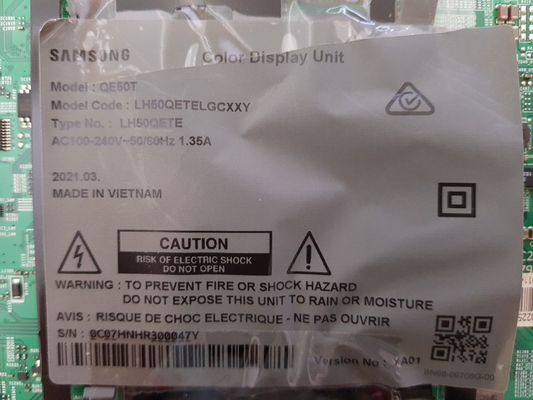 SAMSUNG Color Display Unit
Model : QE50T
Model Code : LH50QETELGCXXY
Type No. : LH50QETE
AC100-240V~50/60Hz 1.35A
2021.03.
MADE IN VIETNAM
CAUTION
RISK OF ELECTRIC SHOCK
DO NOT OPEN
WARNING : TO PREVENT FIRE OR SHOCK HAZARD
DO NOT EXPOSE THIS UNIT TO RAIN OR MOISTURE
AVIS : RISQUE DE CHOC ELECTRIQUE - NE PAS OUVRIR
S/N : 0C07HNHR300047Y
Version No : YA01